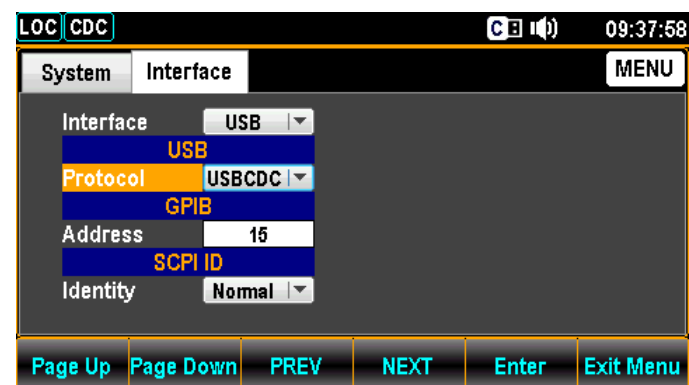 LOC CDC C 09:37:58
System Interface MENU
Interface USB
USB
Protocol USBCDC
GPIB
Address 15
SCPI ID
Identity Normal
Page Up Page Down PREV NEXT Enter Exit Menu